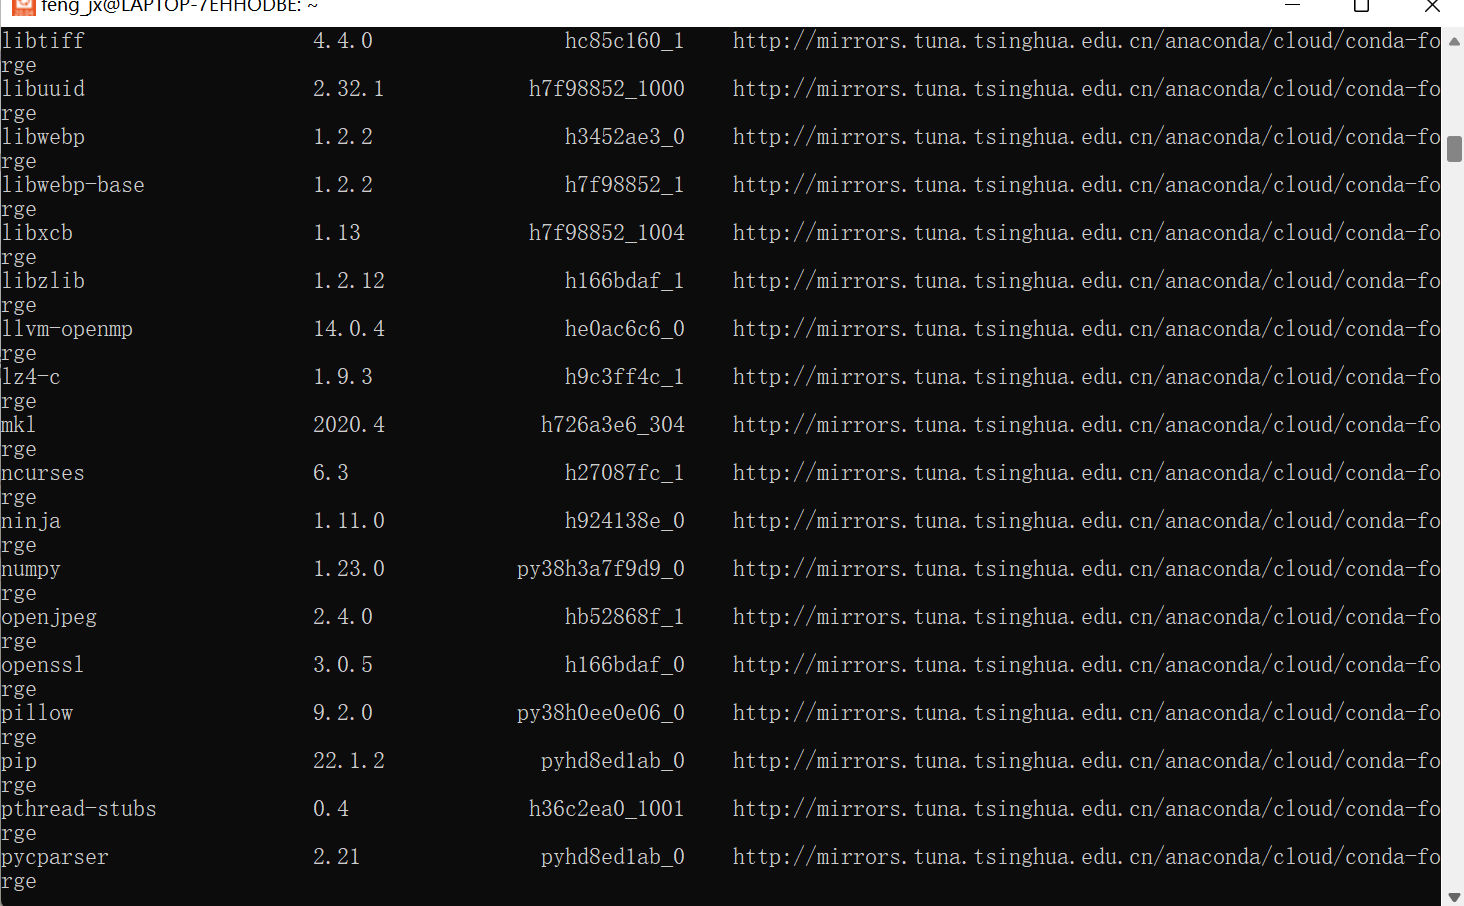 feng_jx@LAPTOP-7EHHODBE: ~
libtiff 4.4.0 hc85c160_1 http://mirrors.tuna.tsinghua.edu.cn/anaconda/cloud/conda-fo
rge
libuuid 2.32.1 h7f98852_1000 http://mirrors.tuna.tsinghua.edu.cn/anaconda/cloud/conda-fo
rge
libwebp 1.2.2 h3452ae3_0 http://mirrors.tuna.tsinghua.edu.cn/anaconda/cloud/conda-fo
rge
libwebp-base 1.2.2 h7f98852_1 http://mirrors.tuna.tsinghua.edu.cn/anaconda/cloud/conda-fo
rge
libxcb 1.13 h7f98852_1004 http://mirrors.tuna.tsinghua.edu.cn/anaconda/cloud/conda-fo
rge
libzlib 1.2.12 h166bdaf_1 http://mirrors.tuna.tsinghua.edu.cn/anaconda/cloud/conda-fo
rge
llvm-openmp 14.0.4 he0ac6c6_0 http://mirrors.tuna.tsinghua.edu.cn/anaconda/cloud/conda-fo
rge
lz4-c 1.9.3 h9c3ff4c_1 http://mirrors.tuna.tsinghua.edu.cn/anaconda/cloud/conda-fo
rge
mkl 2020.4 h726a3e6_304 http://mirrors.tuna.tsinghua.edu.cn/anaconda/cloud/conda-fo
rge
ncurses 6.3 h27087fc_1 http://mirrors.tuna.tsinghua.edu.cn/anaconda/cloud/conda-fo
rge
ninja 1.11.0 h924138e_0 http://mirrors.tuna.tsinghua.edu.cn/anaconda/cloud/conda-fo
rge
numpy 1.23.0 py38h3a7f9d9_0 http://mirrors.tuna.tsinghua.edu.cn/anaconda/cloud/conda-fo
rge
openjpeg 2.4.0 hb52868f_1 http://mirrors.tuna.tsinghua.edu.cn/anaconda/cloud/conda-fo
rge
openssl 3.0.5 h166bdaf_0 http://mirrors.tuna.tsinghua.edu.cn/anaconda/cloud/conda-fo
rge
pillow 9.2.0 py38h0ee0e06_0 http://mirrors.tuna.tsinghua.edu.cn/anaconda/cloud/conda-fo
rge
pip 22.1.2 pyhd8ed1ab_0 http://mirrors.tuna.tsinghua.edu.cn/anaconda/cloud/conda-fo
rge
pthread-stubs 0.4 h36c2ea0_1001 http://mirrors.tuna.tsinghua.edu.cn/anaconda/cloud/conda-fo
rge
pycparser 2.21 pyhd8ed1ab_0 http://mirrors.tuna.tsinghua.edu.cn/anaconda/cloud/conda-fo
rge